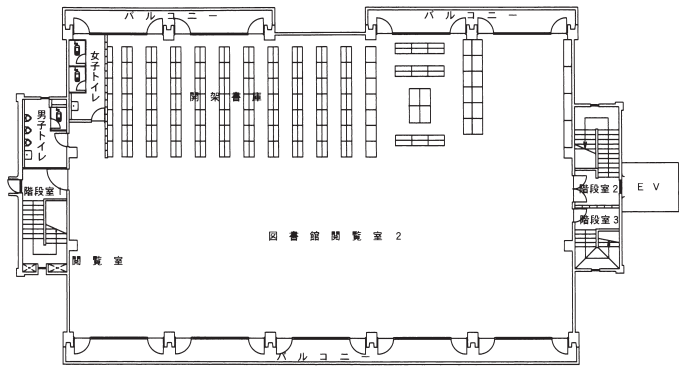 バルコニー
バルコニー
女子トイレ
開架書庫
男子トイレ
階段室1
階段室2
EV
階段室3
図書館閲覧室2
閲覧室
バルコニー